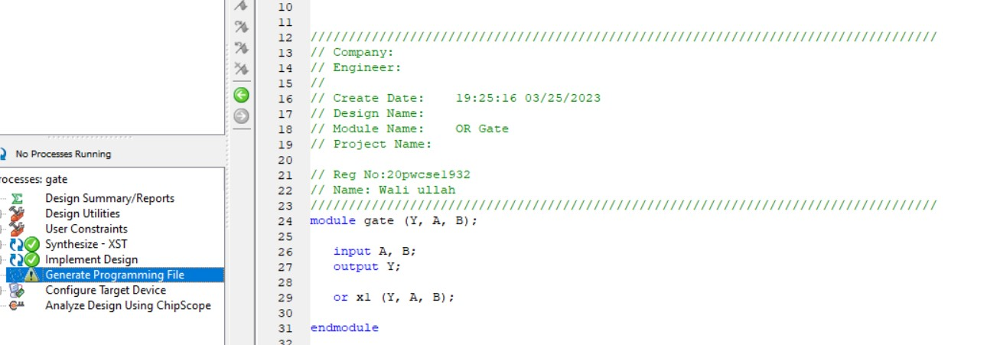 No Processes Running
rocesses: gate
Design Summary/Reports
Design Utilities
User Constraints
Synthesize - XST
Implement Design
Generate Programming File
Configure Target Device
Analyze Design Using ChipScope
10
11
12 //////////////////////////////////////////////////////////////////////////////////
13 // Company:
14 // Engineer:
15 //
16 // Create Date:    19:25:16 03/25/2023
17 // Design Name:
18 // Module Name:    OR Gate
19 // Project Name:
20
21 // Reg No:20pwcse1932
22 // Name: Wali ullah
23 //////////////////////////////////////////////////////////////////////////////////
24 module gate (Y, A, B);
25
26    input A, B;
27    output Y;
28
29    or x1 (Y, A, B);
30
31 endmodule
32